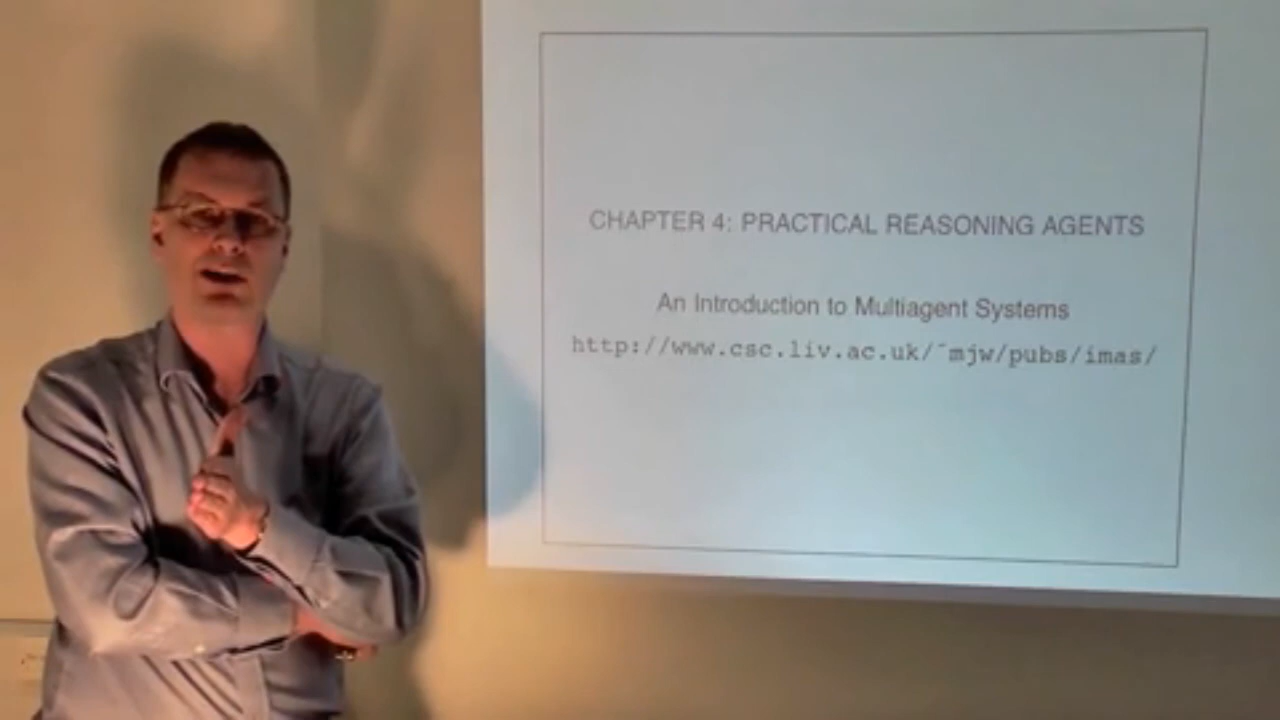 CHAPTER 4: PRACTICAL REASONING AGENTS
An Introduction to Multiagent Systems
http://www.csc.liv.ac.uk/˜mjw/pubs/imas/